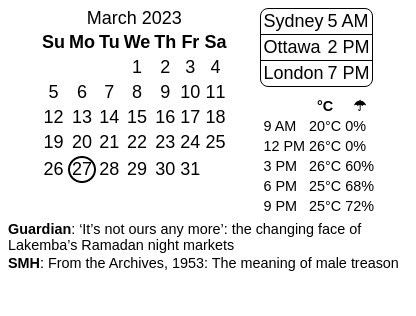 March 2023
Su Mo Tu We Th Fr Sa
1 2 3 4
5 6 7 8 9 10 11
12 13 14 15 16 17 18
19 20 21 22 23 24 25
26 27 28 29 30 31
Sydney 5 AM
Ottawa 2 PM
London 7 PM
°C ☂
9 AM 20°C 0%
12 PM 26°C 0%
3 PM 26°C 60%
6 PM 25°C 68%
9 PM 25°C 72%
Guardian: ‘It’s not ours any more’: the changing face of
Lakemba’s Ramadan night markets
SMH: From the Archives, 1953: The meaning of male treason